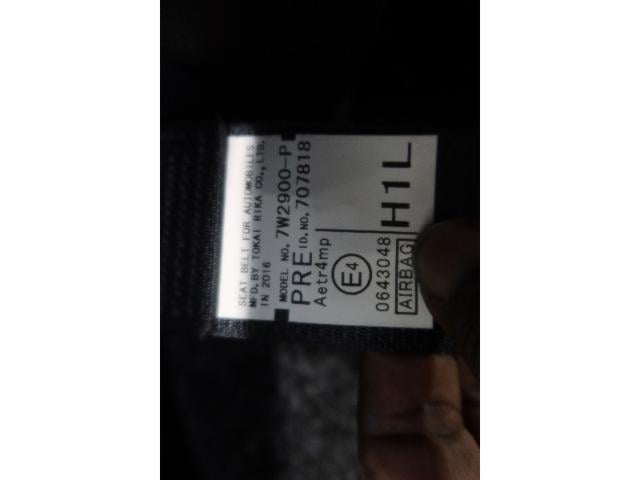 SEAT BELT FOR AUTOMOBILES
MFD. BY TOKAI RIKA CO., LTD.
IN 2016
MODEL NO. 7W2900-P
PRE ID.NO. 707818
Aetr4mp
E4
H1L
0643048
AIRBAG